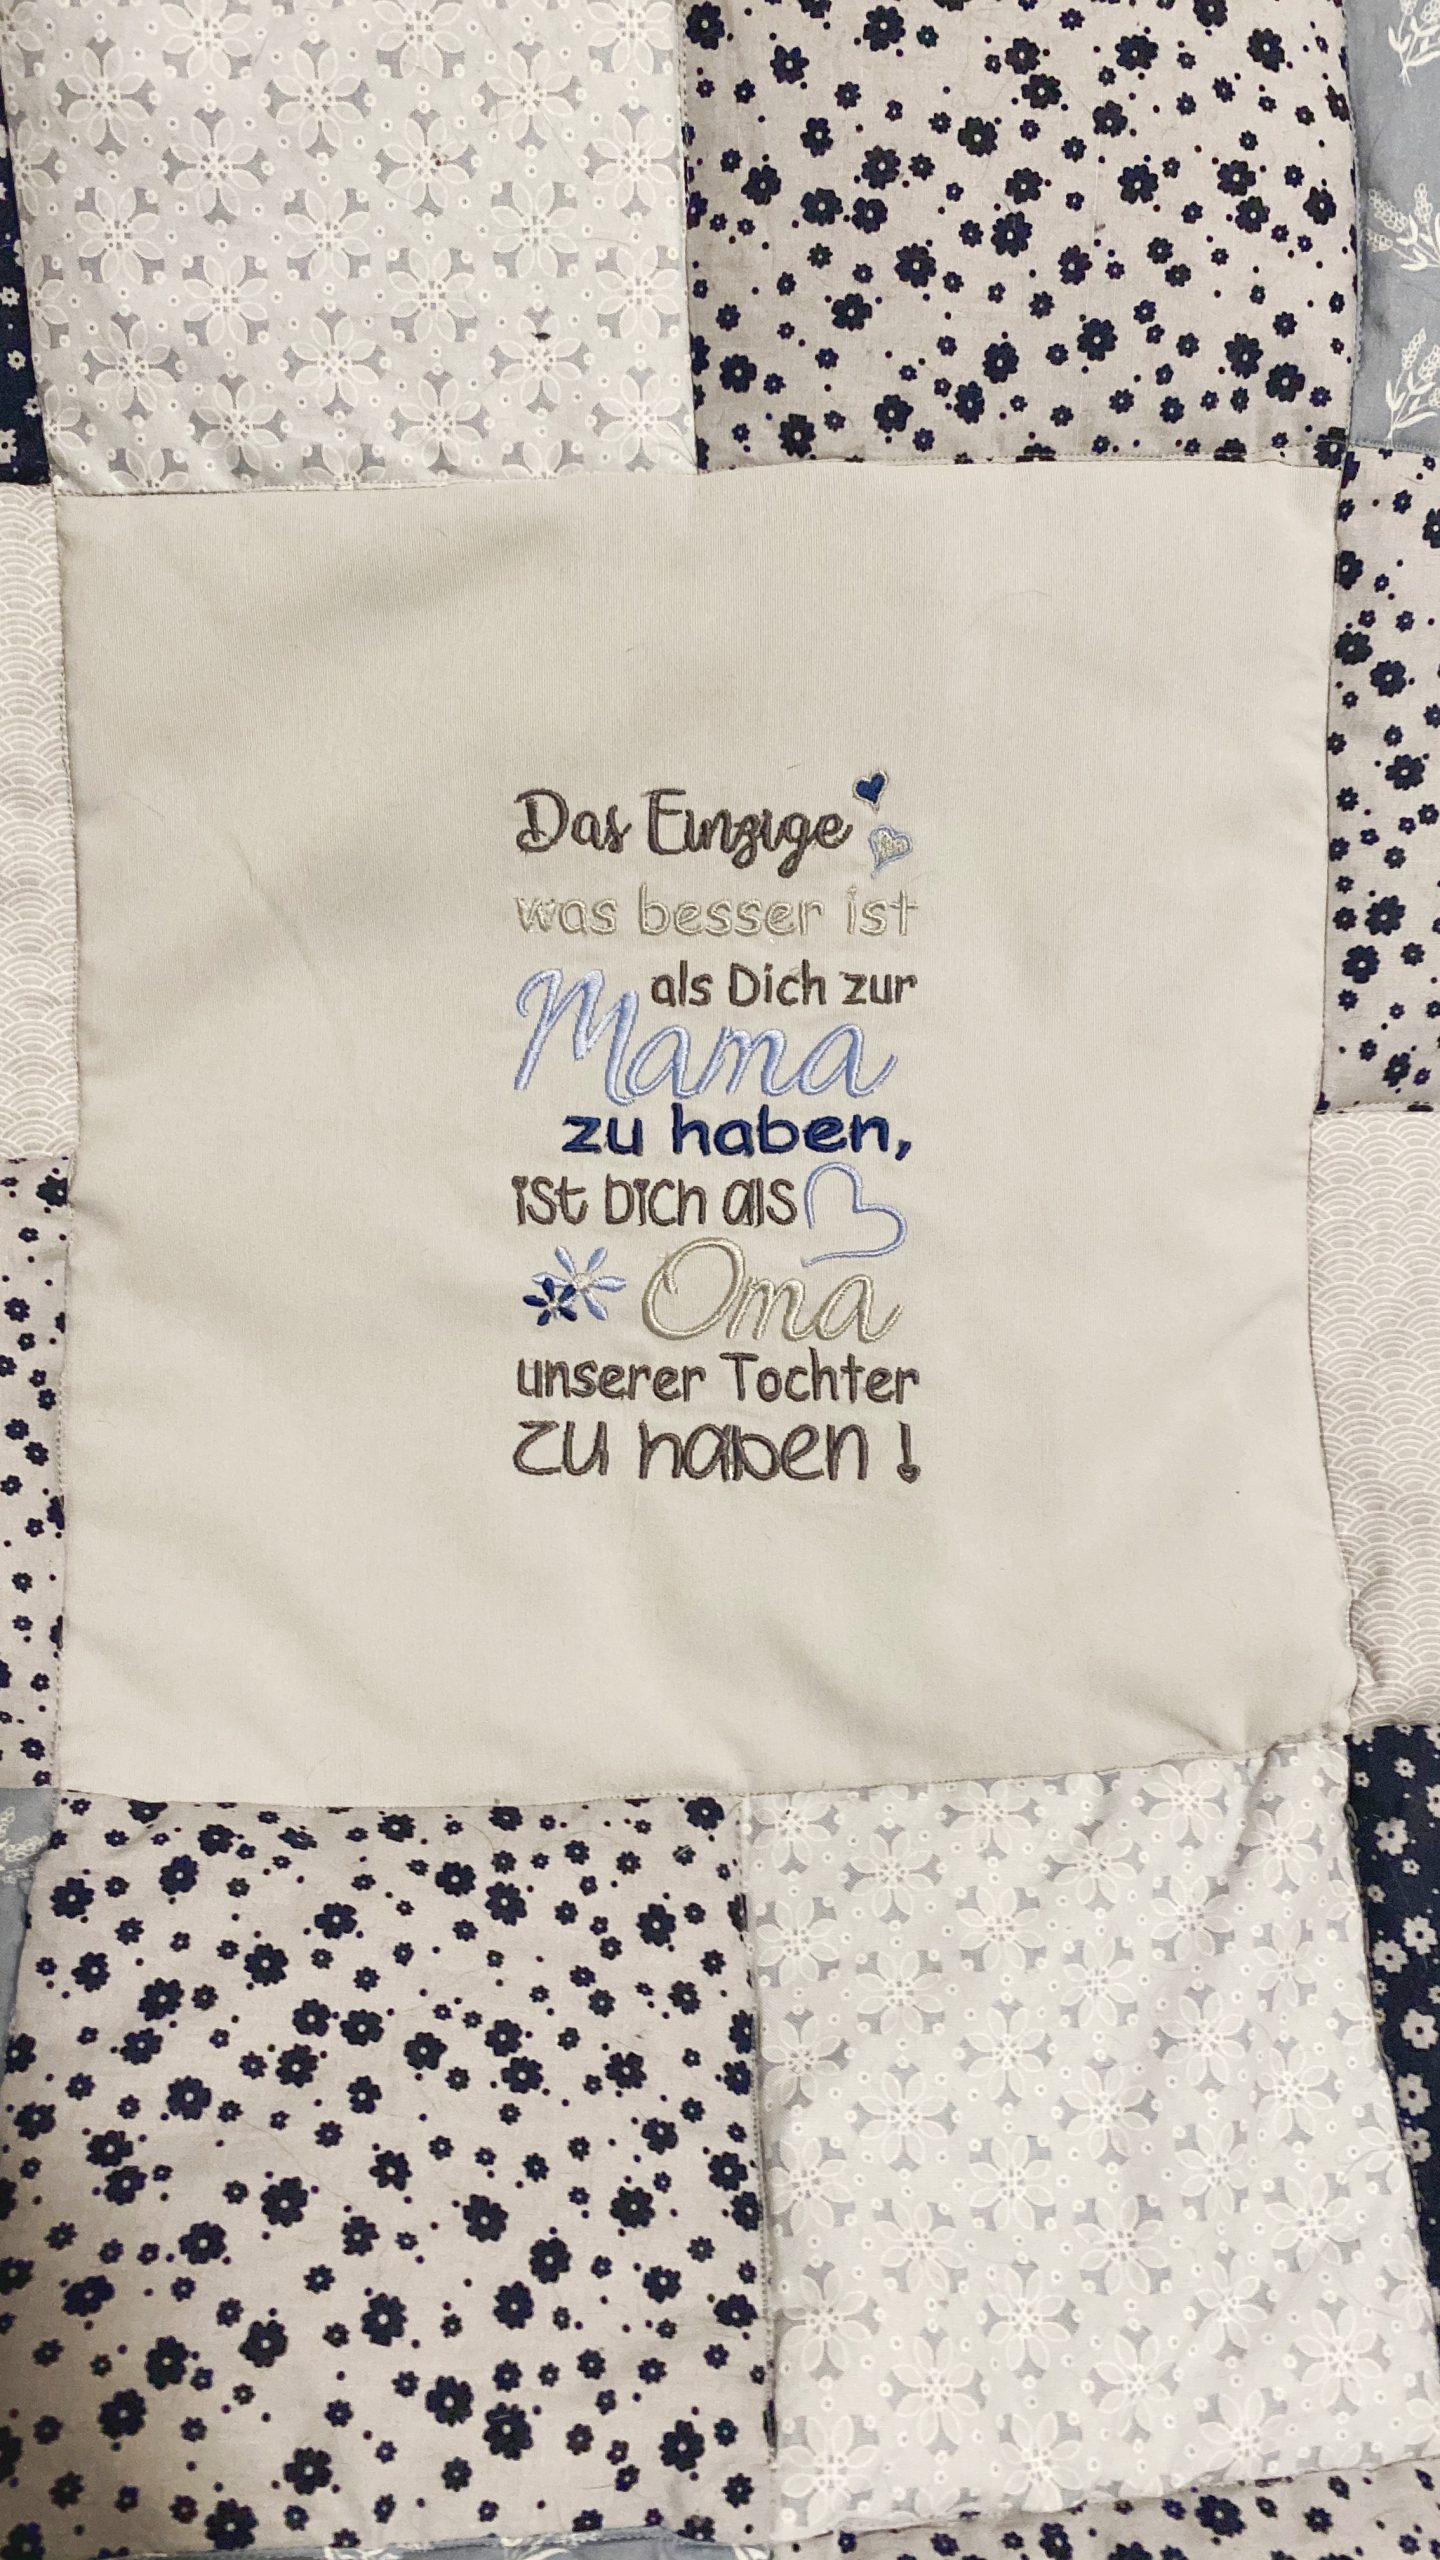 Das Einzige
was besser ist
als Dich zur
Mama
zu haben,
ist Dich als
Oma
unserer Tochter
zu haben !